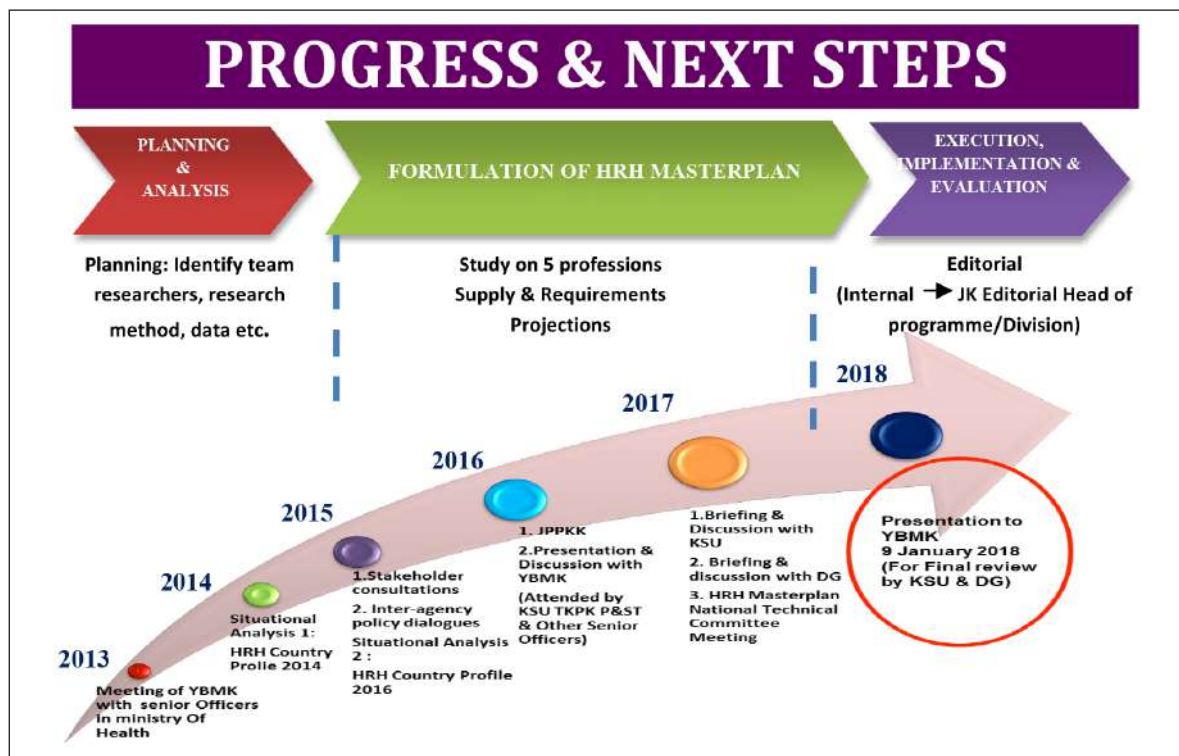 PROGRESS & NEXT STEPS
PLANNING
&
ANALYSIS
FORMULATION OF HRH MASTERPLAN
EXECUTION,
IMPLEMENTATION &
EVALUATION
Planning: Identify team
researchers, research
method, data etc.
Study on 5 professions
Supply & Requirements
Projections
Editorial
(Internal → JK Editorial Head of
programme/Division)
2013
Meeting of YBMK
with senior Officers
in ministry Of
Health
2014
Situational
Analysis 1:
HRH Country
Profile 2014
2015
1.Stakeholder
consultations
2. Inter-agency
policy dialogues
Situational Analysis
2 :
HRH Country Profile
2016
2016
1. JPPKK
2.Presentation &
Discussion with
YBMK
(Attended by
KSU TKPK P&ST
& Other Senior
Officers)
2017
1.Briefing &
Discussion with
KSU
2. Briefing &
discussion with DG
3. HRH Masterplan
National Technical
Committee
Meeting
2018
Presentation to
YBMK
9 January 2018
(For Final review
by KSU & DG)